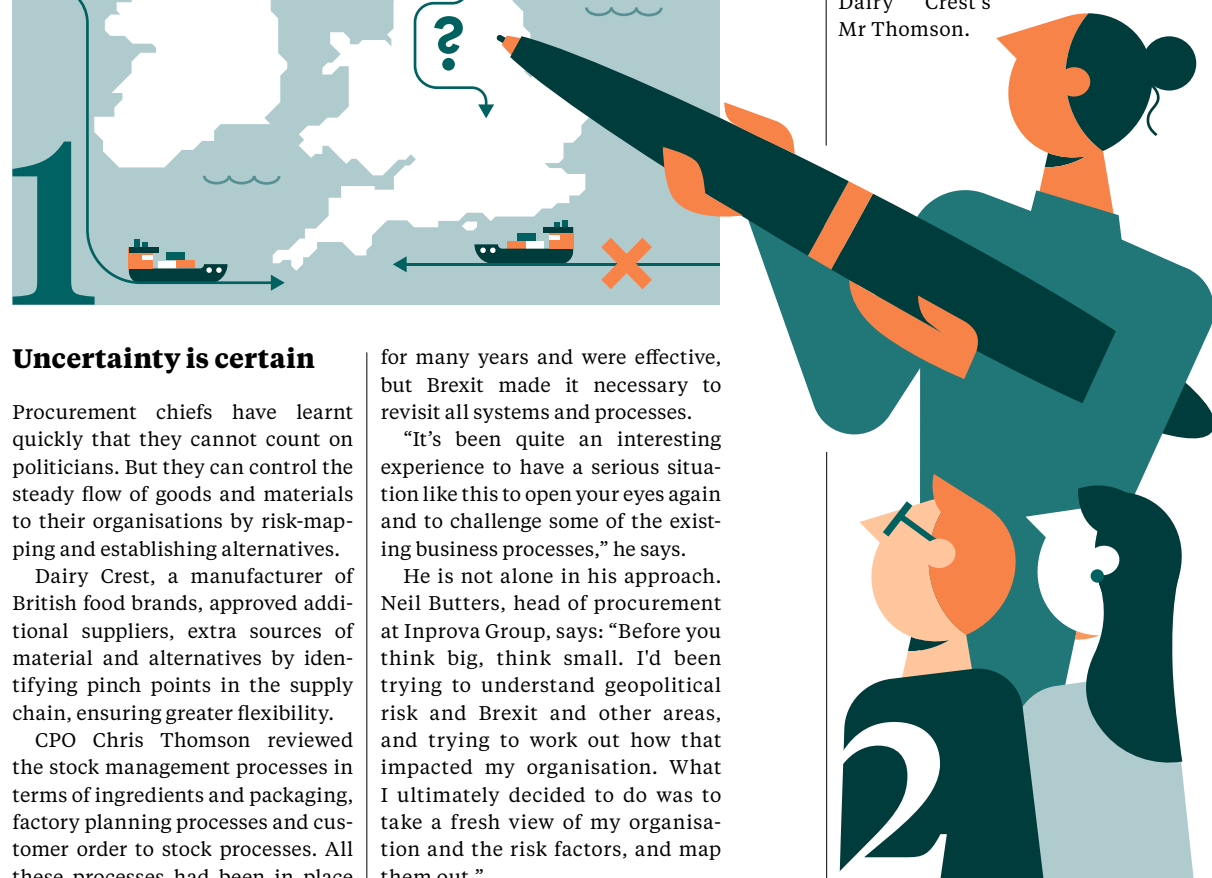 Dairy Crest's
Mr Thomson.
?
1
Uncertainty is certain
Procurement chiefs have learnt
quickly that they cannot count on
politicians. But they can control the
steady flow of goods and materials
to their organisations by risk-map-
ping and establishing alternatives.
Dairy Crest, a manufacturer of
British food brands, approved addi-
tional suppliers, extra sources of
material and alternatives by iden-
tifying pinch points in the supply
chain, ensuring greater flexibility.
CPO Chris Thomson reviewed
the stock management processes in
terms of ingredients and packaging,
factory planning processes and cus-
tomer order to stock processes. All
these processes had been in place
for many years and were effective,
but Brexit made it necessary to
revisit all systems and processes.
“It’s been quite an interesting
experience to have a serious situa-
tion like this to open your eyes again
and to challenge some of the exist-
ing business processes,” he says.
He is not alone in his approach.
Neil Butters, head of procurement
at Inprova Group, says: “Before you
think big, think small. I'd been
trying to understand geopolitical
risk and Brexit and other areas,
and trying to work out how that
impacted my organisation. What
I ultimately decided to do was to
take a fresh view of my organisa-
tion and the risk factors, and map
them out.”
2